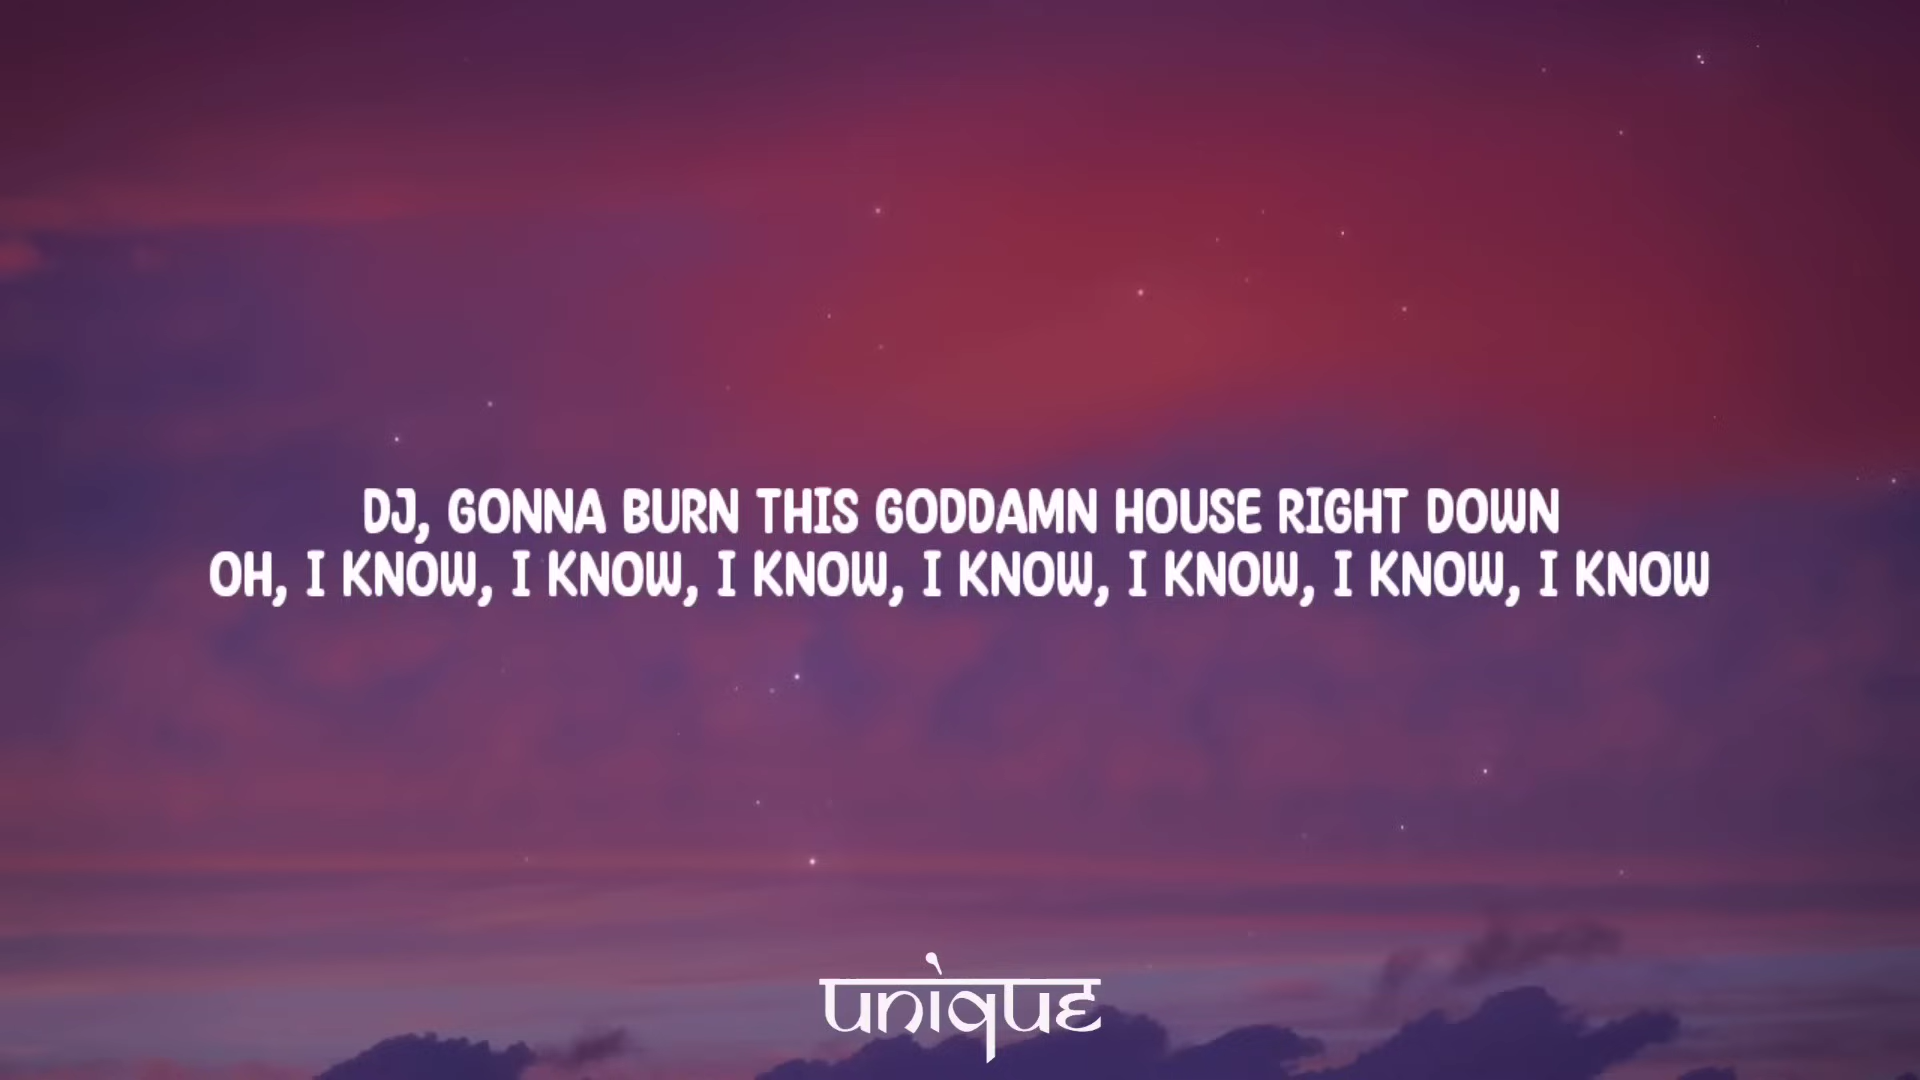 DJ, GONNA BURN THIS GODDAMN HOUSE RIGHT DOWN
OH, I KNOW, I KNOW, I KNOW, I KNOW, I KNOW, I KNOW, I KNOW
unique